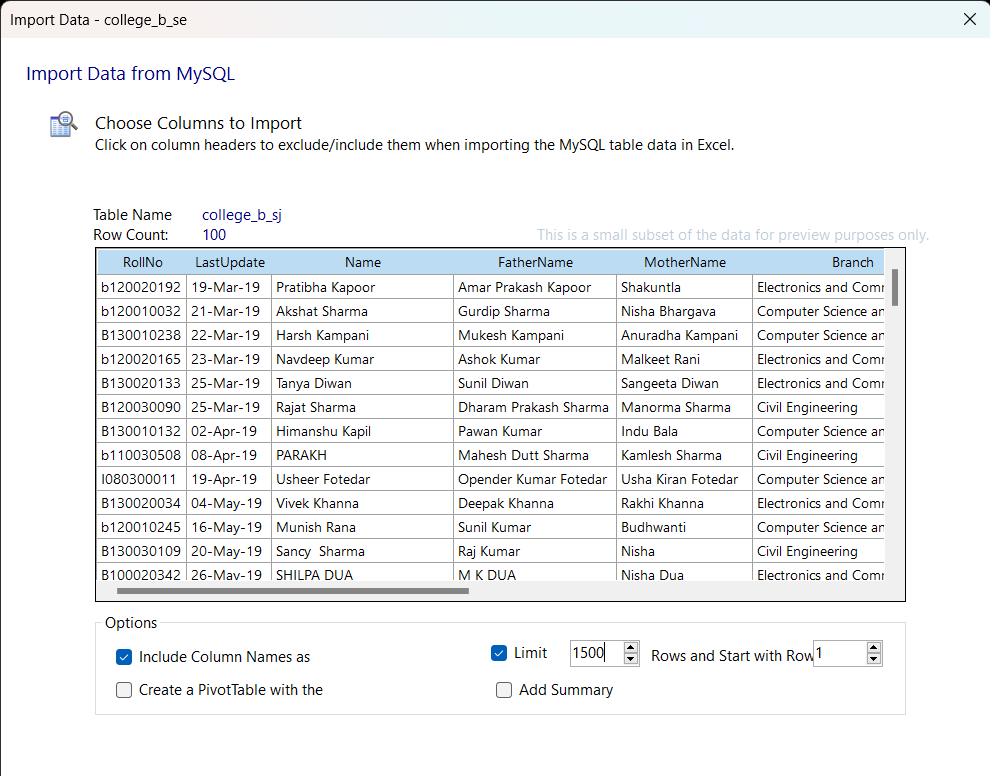 Import Data - college_b_se
Import Data from MySQL
Choose Columns to Import
Click on column headers to exclude/include them when importing the MySQL table data in Excel.
Table Name college_b_sj
Row Count: 100
This is a small subset of the data for preview purposes only.
RollNo LastUpdate Name FatherName MotherName Branch
b120020192 19-Mar-19 Pratibha Kapoor Amar Prakash Kapoor Shakuntla Electronics and Comr
b120010032 21-Mar-19 Akshat Sharma Gurdip Sharma Nisha Bhargava Computer Science an
B130010238 22-Mar-19 Harsh Kampani Mukesh Kampani Anuradha Kampani Computer Science an
b120020165 23-Mar-19 Navdeep Kumar Ashok Kumar Malkeet Rani Electronics and Comr
B130020133 25-Mar-19 Tanya Diwan Sunil Diwan Sangeeta Diwan Electronics and Comr
B120030090 25-Mar-19 Rajat Sharma Dharam Prakash Sharma Manorma Sharma Civil Engineering
B130010132 02-Apr-19 Himanshu Kapil Pawan Kumar Indu Bala Computer Science an
b110030508 08-Apr-19 PARAKH Mahesh Dutt Sharma Kamlesh Sharma Civil Engineering
I080300011 19-Apr-19 Usheer Fotedar Opender Kumar Fotedar Usha Kiran Fotedar Computer Science an
B130020034 04-May-19 Vivek Khanna Deepak Khanna Rakhi Khanna Electronics and Comr
b120010245 16-May-19 Munish Rana Sunil Kumar Budhwanti Computer Science an
B130030109 20-May-19 Sancy  Sharma Raj Kumar Nisha Civil Engineering
B100020342 26-May-19 SHILPA DUA M K DUA Nisha Dua Electronics and Comr
Options
Include Column Names as Limit 1500 Rows and Start with Row 1
Create a PivotTable with the Add Summary